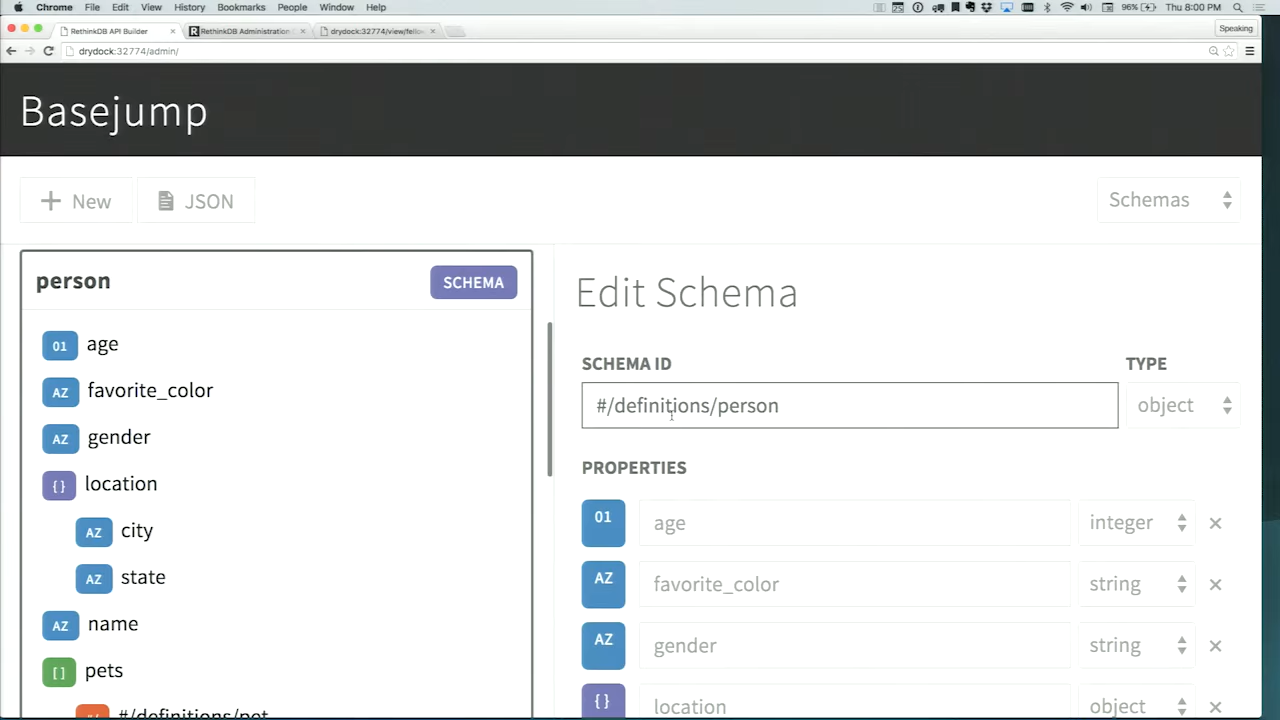 Chrome File Edit View History Bookmarks People Window Help 96% Thu 8:00 PM
RethinkDB API Builder RethinkDB Administration drydock:32774/view/fello Speaking
drydock:32774/admin/
Basejump
New JSON Schemas
person SCHEMA
Edit Schema
SCHEMA ID TYPE
#/definitions/person object
PROPERTIES
01 age
AZ favorite_color
AZ gender
{} location
AZ city
AZ state
AZ name
[] pets
#/definitions/pet
01 age integer ×
AZ favorite_color string ×
AZ gender string ×
{} location object ×